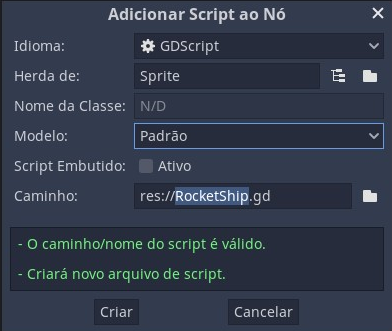 Adicionar Script ao Nó
Idioma: GDScript
Herda de: Sprite
Nome da Classe: N/D
Modelo: Padrão
Script Embutido: Ativo
Caminho: res://RocketShip.gd
- O caminho/nome do script é válido.
- Criará novo arquivo de script.
Criar Cancelar